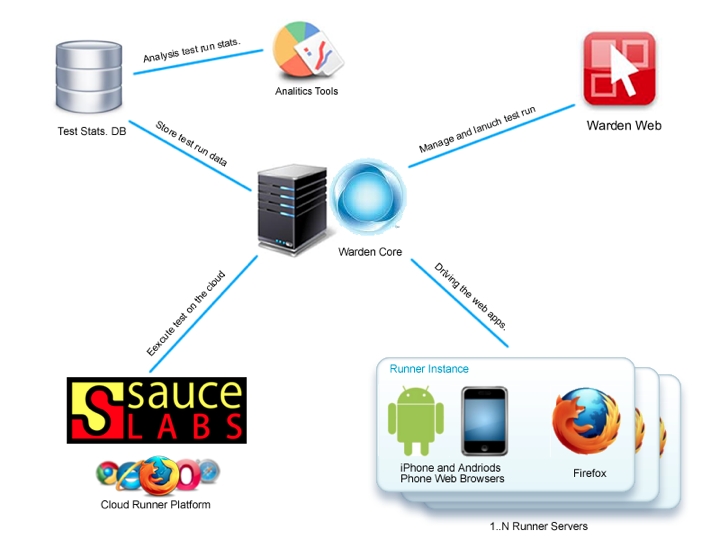 Analysis test run stats.
Analitics Tools
Test Stats. DB
Store test run data
Manage and lanuch test run
Warden Web
Warden Core
Eexcute test on the cloud
Driving the web apps.
sauce
LABS
Cloud Runner Platform
Runner Instance
iPhone and Andriods
Phone Web Browsers
Firefox
1..N Runner Servers